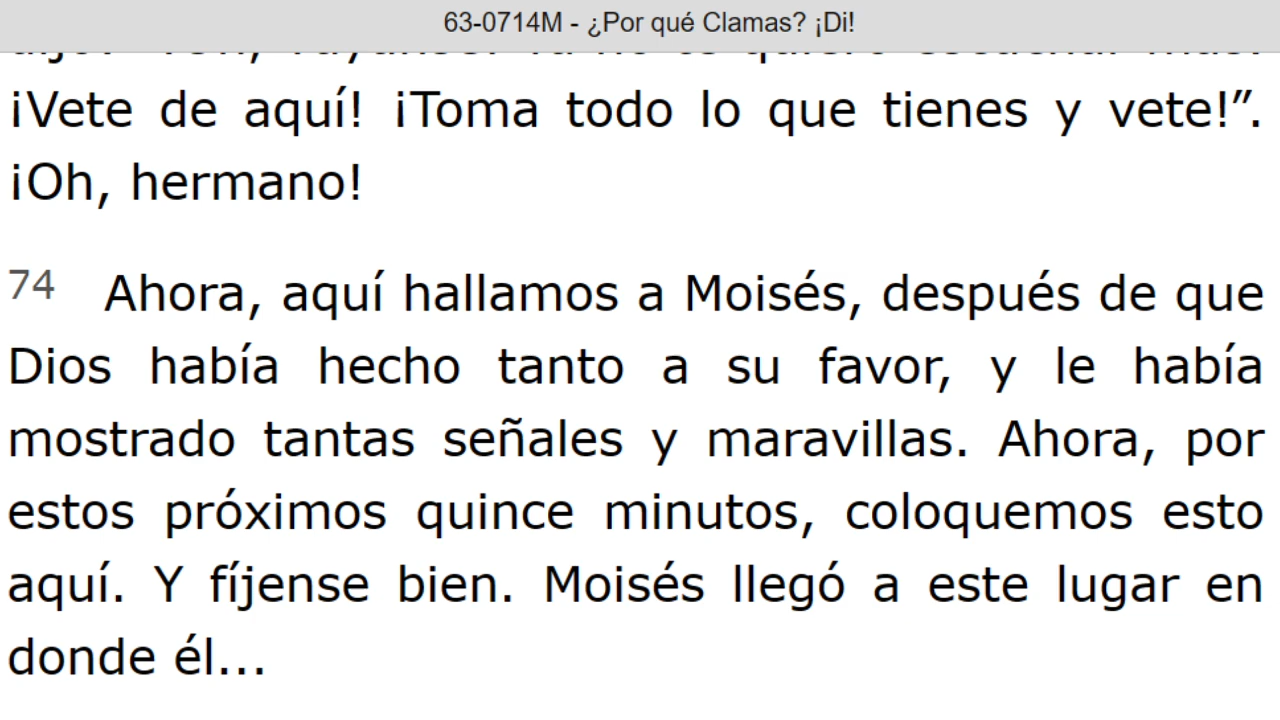 63-0714M - ¿Por qué Clamas? ¡Di!
¡Vete de aquí! ¡Toma todo lo que tienes y vete!”.
¡Oh, hermano!
74 Ahora, aquí hallamos a Moisés, después de que
Dios había hecho tanto a su favor, y le había
mostrado tantas señales y maravillas. Ahora, por
estos próximos quince minutos, coloquemos esto
aquí. Y fíjense bien. Moisés llegó a este lugar en
donde él...